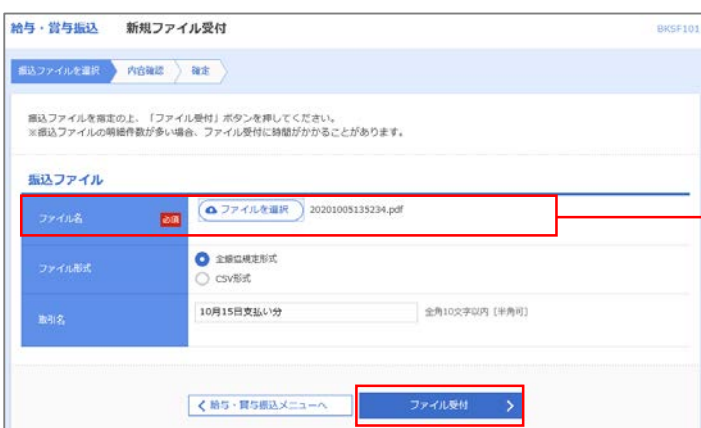 給与・賞与振込 新規ファイル受付 BKSF101
振込ファイルを選択 内容確認 確定
振込ファイルを指定の上、「ファイル受付」ボタンを押してください。
※振込ファイルの明細件数が多い場合、ファイル受付に時間がかかることがあります。
振込ファイル
ファイル名 必須 ファイルを選択 20201005135234.pdf
ファイル形式 全銀協規定形式
CSV形式
取引名 10月15日支払い分 全角10文字以内［半角可］
給与・賞与振込メニューへ ファイル受付